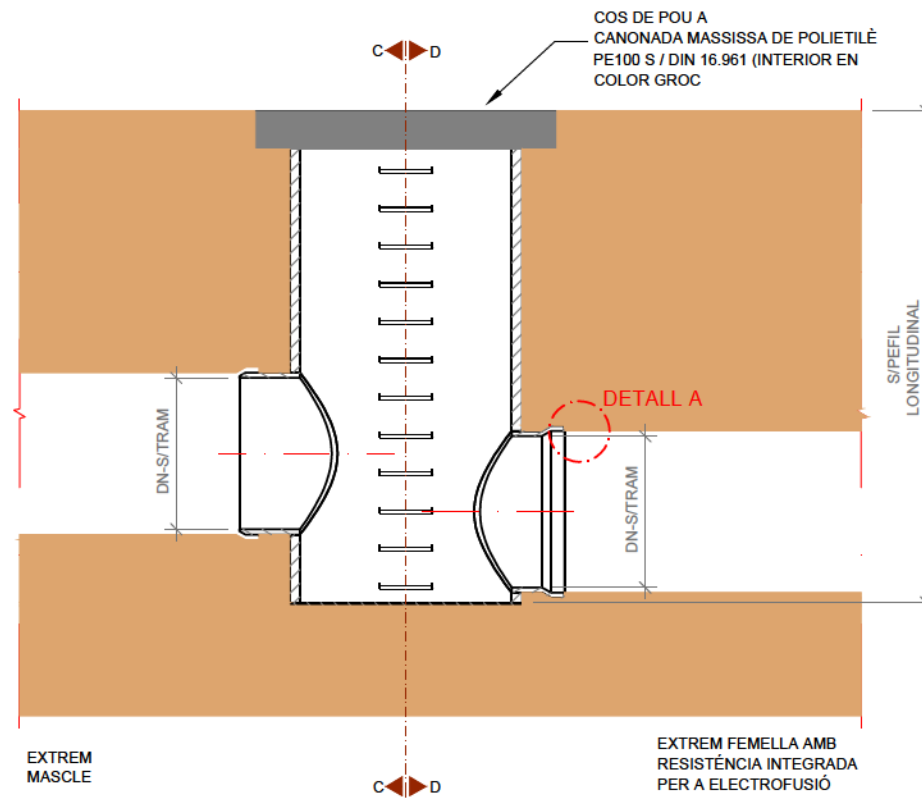 COS DE POU A
CANONADA MASSISSA DE POLIETILÈ
PE100 S / DIN 16.961 (INTERIOR EN
COLOR GROC
C D
S/PEFIL
LONGITUDINAL
DETALL A
DN-S/TRAM
DN-S/TRAM
EXTREM
MASCLE
EXTREM FEMELLA AMB
RESISTÉNCIA INTEGRADA
PER A ELECTROFUSIÓ
C D